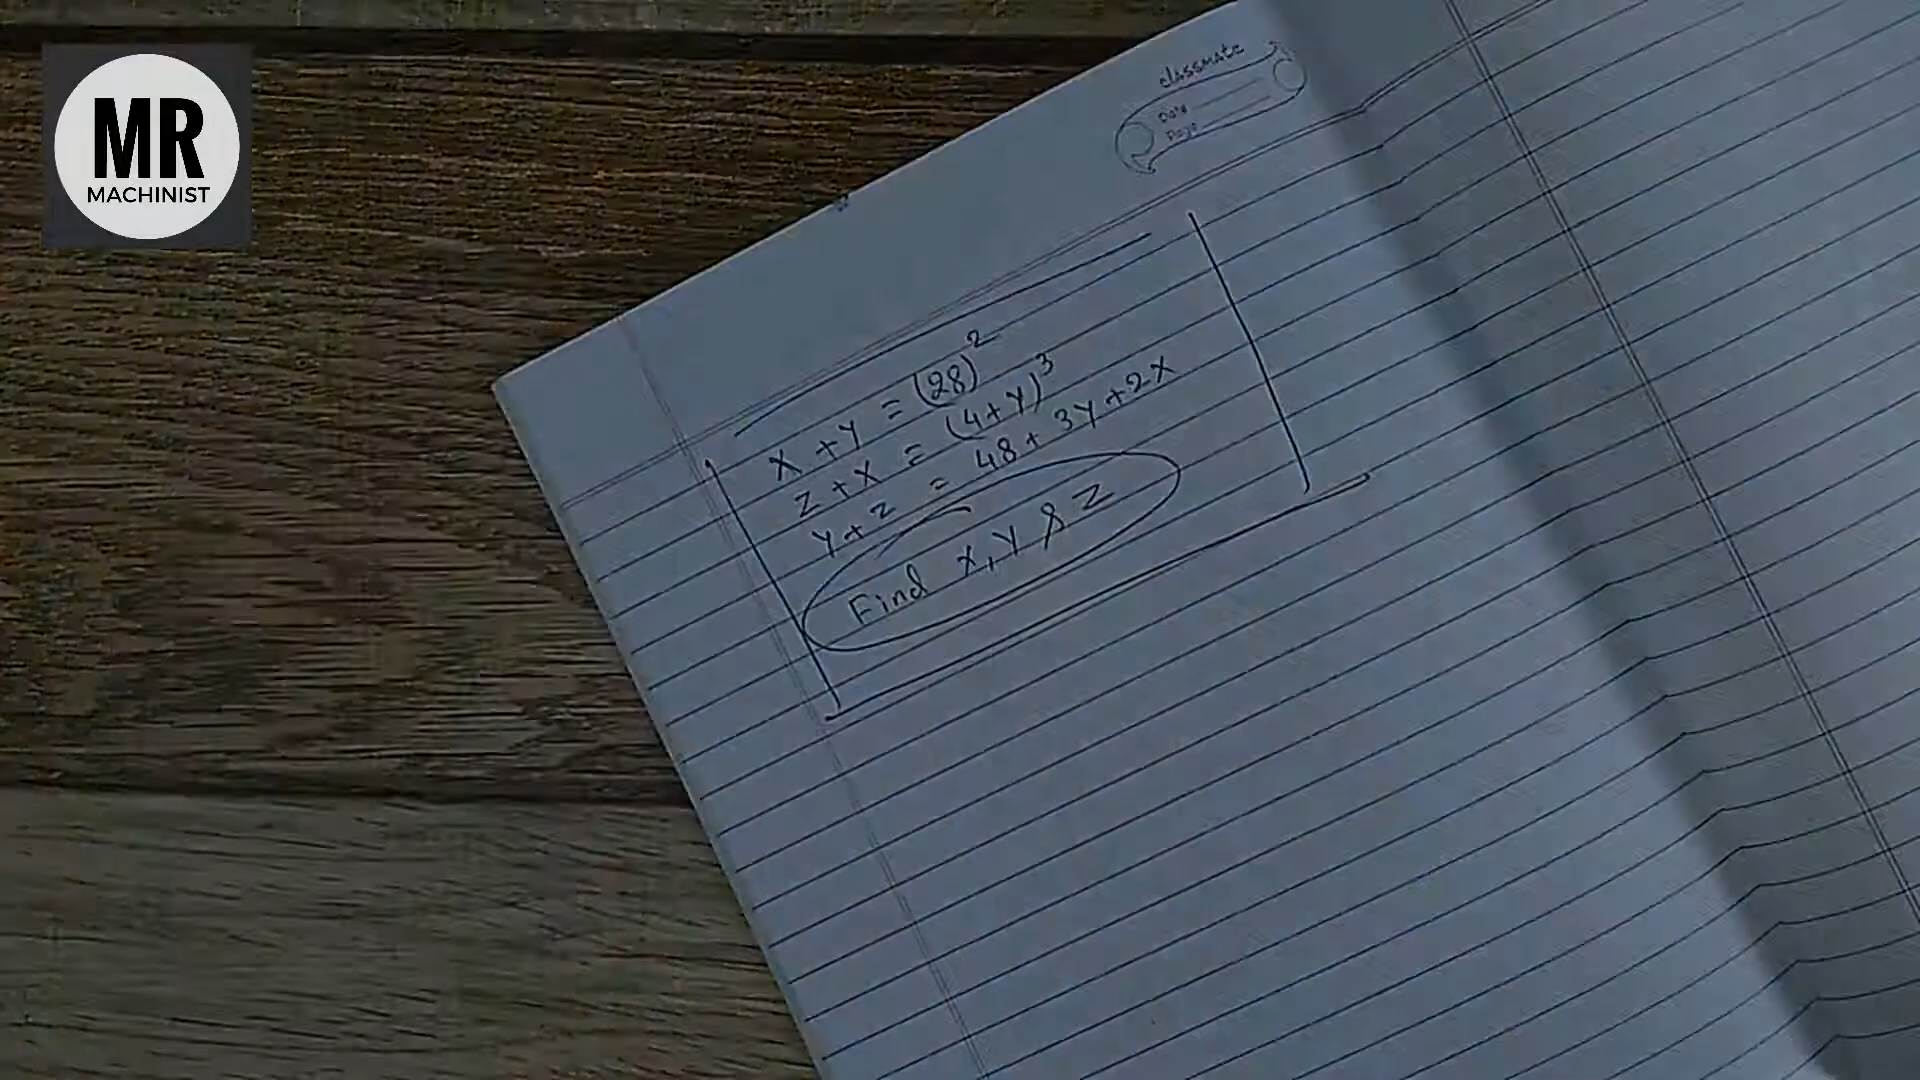 MR
MACHINIST
classmate
Date
Page
X + Y = (28)²
Z + X = (4+Y)³
Y + Z = 48 + 3Y + 2X
Find X, Y & Z